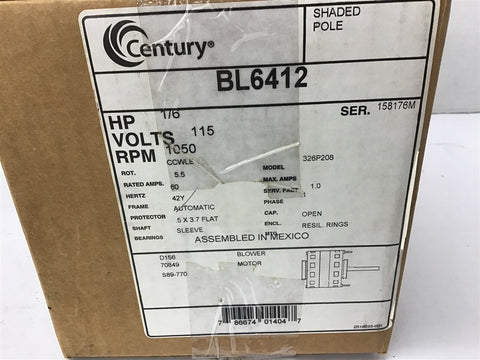 SHADED
POLE
Century®
BL6412
HP 1/6
VOLTS 115
RPM 1050
SER. 158176M
ROT. CCWLE
MODEL 326P208
RATED AMPS. 5.5
MAX. AMPS
HERTZ 60
SERV. FACT 1.0
FRAME 42Y
PHASE 1
PROTECTOR AUTOMATIC
CAP. OPEN
SHAFT .5 X 3.7 FLAT
ENCL. RESIL. RINGS
BEARINGS SLEEVE
MTG.
ASSEMBLED IN MEXICO
D156 BLOWER
70849 MOTOR
S89-770
7 86674 01404 7